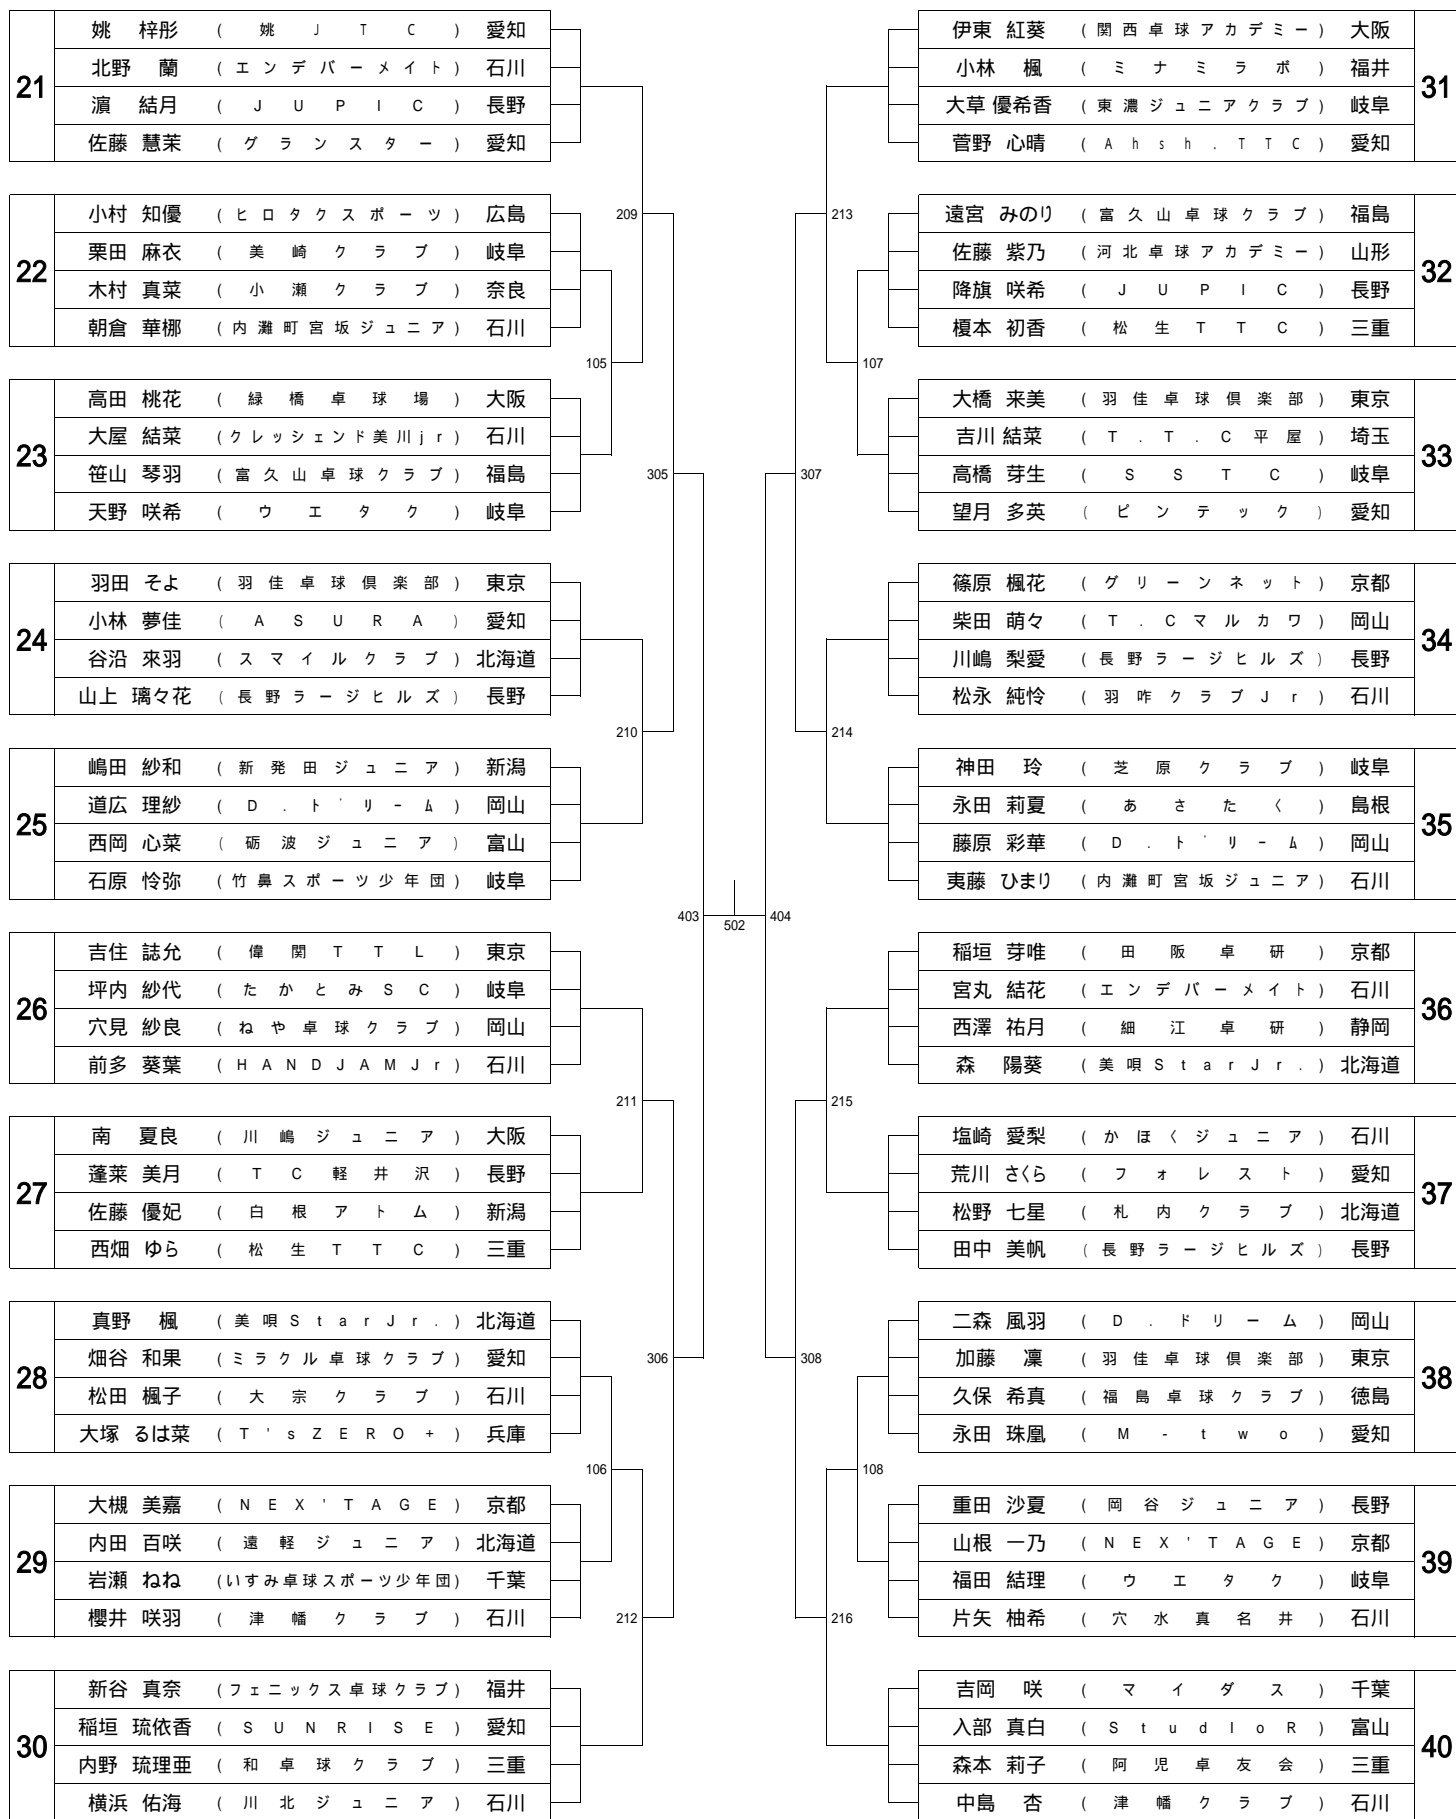 21
姚 梓彤 (姚JTC) 愛知
北野 蘭 (エンデバーメイト) 石川
濵 結月 (JUPIC) 長野
佐藤 慧茉 (グランスター) 愛知
22
小村 知優 (ヒロタクスポーツ) 広島
栗田 麻衣 (美崎クラブ) 岐阜
木村 真菜 (小瀬クラブ) 奈良
朝倉 華梛 (内灘町宮坂ジュニア) 石川
23
高田 桃花 (緑橋卓球場) 大阪
大屋 結菜 (クレッシェンド美川jr) 石川
笹山 琴羽 (富久山卓球クラブ) 福島
天野 咲希 (ウエタク) 岐阜
24
羽田 そよ (羽佳卓球倶楽部) 東京
小林 夢佳 (ASURA) 愛知
谷沿 來羽 (スマイルクラブ) 北海道
山上 璃々花 (長野ラージヒルズ) 長野
25
嶋田 紗和 (新発田ジュニア) 新潟
道広 理紗 (D.ドリーム) 岡山
西岡 心菜 (砺波ジュニア) 富山
石原 怜弥 (竹鼻スポーツ少年団) 岐阜
26
吉住 誌允 (偉関TTL) 東京
坪内 紗代 (たかとみSC) 岐阜
穴見 紗良 (ねや卓球クラブ) 岡山
前多 葵葉 (HANDJAMJr) 石川
27
南 夏良 (川嶋ジュニア) 大阪
蓬莱 美月 (TC軽井沢) 長野
佐藤 優妃 (白根アトム) 新潟
西畑 ゆら (松生TTC) 三重
28
真野 楓 (美唄StarJr.) 北海道
畑谷 和果 (ミラクル卓球クラブ) 愛知
松田 楓子 (大宗クラブ) 石川
大塚 るは菜 (T'sZERO+) 兵庫
29
大槻 美嘉 (NEX'TAGE) 京都
内田 百咲 (遠軽ジュニア) 北海道
岩瀬 ねね (いすみ卓球スポーツ少年団) 千葉
櫻井 咲羽 (津幡クラブ) 石川
30
新谷 真奈 (フェニックス卓球クラブ) 福井
稲垣 琉依香 (SUNRISE) 愛知
内野 琉理亜 (和卓球クラブ) 三重
横浜 佑海 (川北ジュニア) 石川
105
106
209
210
211
212
305
306
403
502
404
307
308
213
214
215
216
107
108
31
伊東 紅葵 (関西卓球アカデミー) 大阪
小林 楓 (ミナミラボ) 福井
大草 優希香 (東濃ジュニアクラブ) 岐阜
菅野 心晴 (Ahsh.TTC) 愛知
32
遠宮 みのり (富久山卓球クラブ) 福島
佐藤 紫乃 (河北卓球アカデミー) 山形
降旗 咲希 (JUPIC) 長野
榎本 初香 (松生TTC) 三重
33
大橋 来美 (羽佳卓球倶楽部) 東京
吉川 結菜 (T.T.C平屋) 埼玉
高橋 芽生 (SSTC) 岐阜
望月 多英 (ピンテック) 愛知
34
篠原 楓花 (グリーンネット) 京都
柴田 萌々 (T.Cマルカワ) 岡山
川嶋 梨愛 (長野ラージヒルズ) 長野
松永 純怜 (羽咋クラブJr) 石川
35
神田 玲 (芝原クラブ) 岐阜
永田 莉夏 (あさたく) 島根
藤原 彩華 (D.ドリーム) 岡山
夷藤 ひまり (内灘町宮坂ジュニア) 石川
36
稲垣 芽唯 (田阪卓研) 京都
宮丸 結花 (エンデバーメイト) 石川
西澤 祐月 (細江卓研) 静岡
森 陽葵 (美唄StarJr.) 北海道
37
塩崎 愛梨 (かほくジュニア) 石川
荒川 さくら (フォレスト) 愛知
松野 七星 (札内クラブ) 北海道
田中 美帆 (長野ラージヒルズ) 長野
38
二森 風羽 (D.ドリーム) 岡山
加藤 凜 (羽佳卓球倶楽部) 東京
久保 希真 (福島卓球クラブ) 徳島
永田 珠凰 (M-two) 愛知
39
重田 沙夏 (岡谷ジュニア) 長野
山根 一乃 (NEX'TAGE) 京都
福田 結理 (ウエタク) 岐阜
片矢 柚希 (穴水真名井) 石川
40
吉岡 咲 (マイダス) 千葉
入部 真白 (StudIoR) 富山
森本 莉子 (阿児卓友会) 三重
中島 杏 (津幡クラブ) 石川